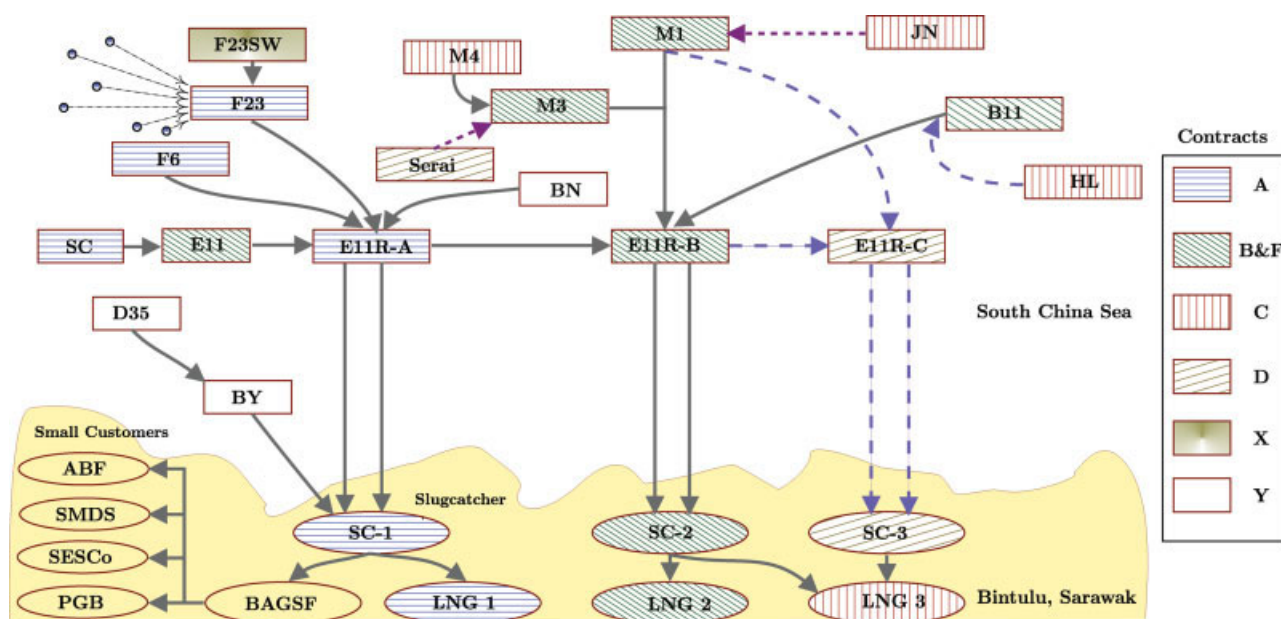 F23SW
M1
JN
M4
F23
M3
B11
Contracts
F6
Serai
BN
HL
A
SC
E11
E11R-A
E11R-B
E11R-C
B&F
D35
South China Sea
C
BY
D
Small Customers
ABF
X
Slugcatcher
SMDS
Y
SC-1
SC-2
SC-3
SESCo
PGB
BAGSF
LNG 1
LNG 2
LNG 3
Bintulu, Sarawak